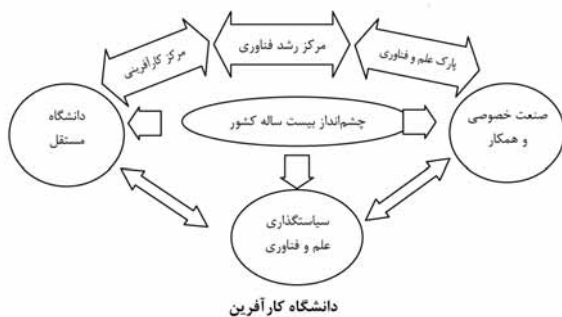 پارک علم و فناوری
مرکز رشد فناوری
مرکز کارآفرینی
صنعت خصوصی
و همکار
چشم‌انداز بیست ساله کشور
دانشگاه
مستقل
سیاستگذاری
علم و فناوری
دانشگاه کارآفرین